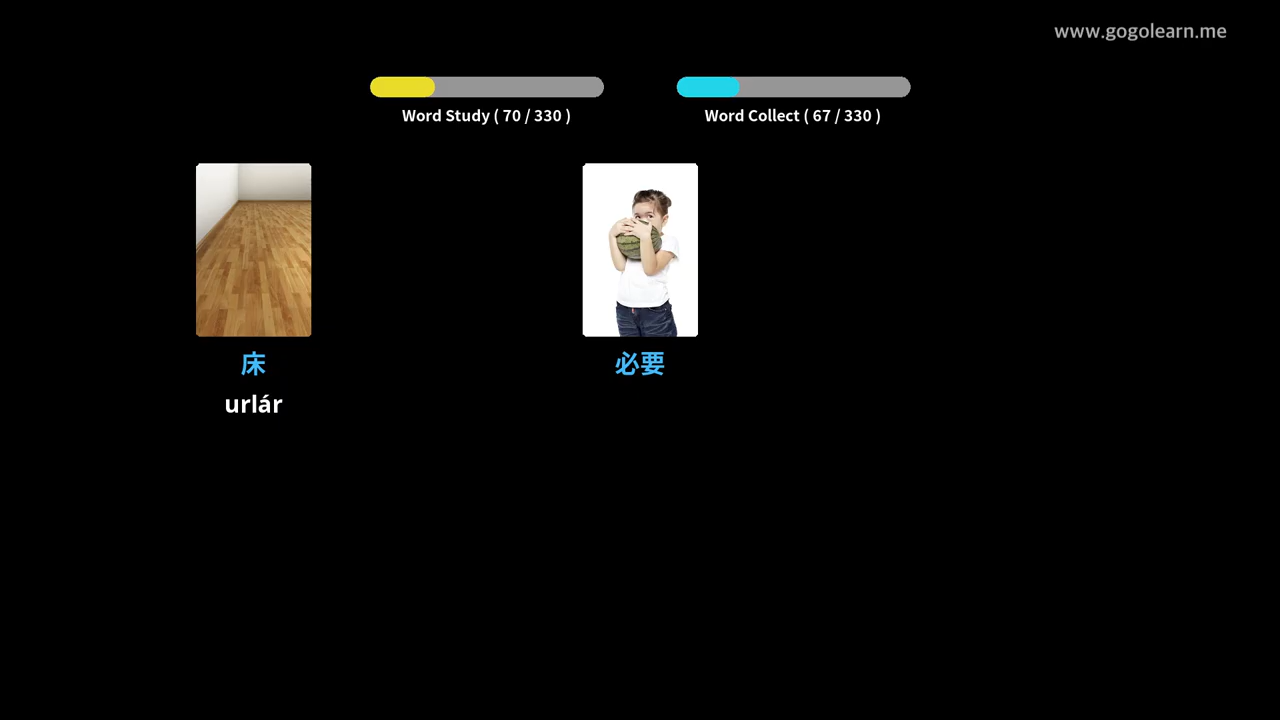 www.gogolearn.me
Word Study ( 70 / 330 )
Word Collect ( 67 / 330 )
床
urlár
必要